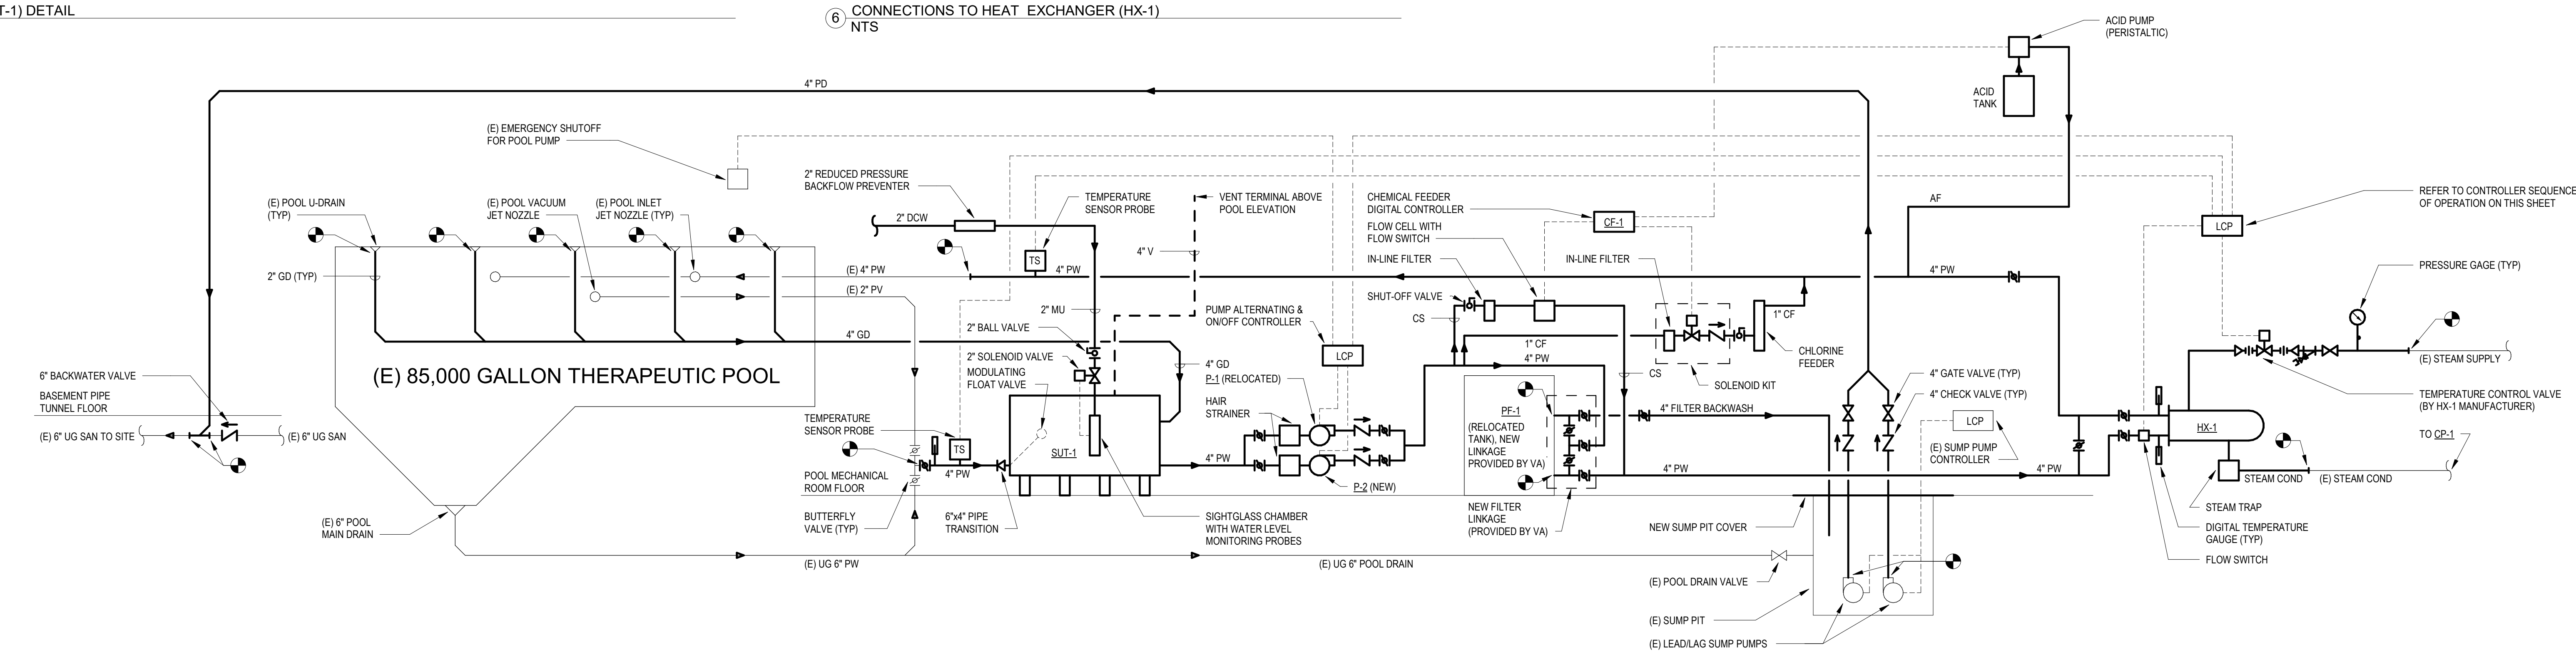 T-1) DETAIL
6 CONNECTIONS TO HEAT EXCHANGER (HX-1)
NTS
ACID PUMP
(PERISTALTIC)
4" PD
ACID
TANK
(E) EMERGENCY SHUTOFF
FOR POOL PUMP
2" REDUCED PRESSURE
BACKFLOW PREVENTER
(E) POOL U-DRAIN
(TYP)
(E) POOL VACUUM
JET NOZZLE
(E) POOL INLET
JET NOZZLE (TYP)
2" DCW
TEMPERATURE
SENSOR PROBE
VENT TERMINAL ABOVE
POOL ELEVATION
CHEMICAL FEEDER
DIGITAL CONTROLLER
CF-1
AF
REFER TO CONTROLLER SEQUENCE
OF OPERATION ON THIS SHEET
LCP
FLOW CELL WITH
FLOW SWITCH
4" V
TS
IN-LINE FILTER
IN-LINE FILTER
2" GD (TYP)
(E) 4" PW
4" PW
4" PW
PRESSURE GAGE (TYP)
(E) 2" PV
SHUT-OFF VALVE
2" MU
PUMP ALTERNATING &
ON/OFF CONTROLLER
CS
1" CF
2" BALL VALVE
4" GD
1" CF
CHLORINE
FEEDER
2" SOLENOID VALVE
LCP
4" PW
(E) STEAM SUPPLY
4" GD
MODULATING
FLOAT VALVE
P-1 (RELOCATED)
CS
SOLENOID KIT
4" GATE VALVE (TYP)
(E) 85,000 GALLON THERAPEUTIC POOL
6" BACKWATER VALVE
4" CHECK VALVE (TYP)
TEMPERATURE CONTROL VALVE
(BY HX-1 MANUFACTURER)
BASEMENT PIPE
TUNNEL FLOOR
HAIR
STRAINER
4" FILTER BACKWASH
TEMPERATURE
SENSOR PROBE
PF-1
(RELOCATED
TANK), NEW
LINKAGE
PROVIDED BY VA)
LCP
HX-1
(E) 6" UG SAN TO SITE
(E) 6" UG SAN
TO CP-1
TS
SUT-1
(E) SUMP PUMP
CONTROLLER
4" PW
POOL MECHANICAL
ROOM FLOOR
4" PW
4" PW
4" PW
STEAM COND
(E) STEAM COND
P-2 (NEW)
NEW FILTER
LINKAGE
(PROVIDED BY VA)
STEAM TRAP
(E) 6" POOL
MAIN DRAIN
BUTTERFLY
VALVE (TYP)
6"x4" PIPE
TRANSITION
SIGHTGLASS CHAMBER
WITH WATER LEVEL
MONITORING PROBES
NEW SUMP PIT COVER
DIGITAL TEMPERATURE
GAUGE (TYP)
FLOW SWITCH
(E) UG 6" PW
(E) UG 6" POOL DRAIN
(E) POOL DRAIN VALVE
(E) SUMP PIT
(E) LEAD/LAG SUMP PUMPS